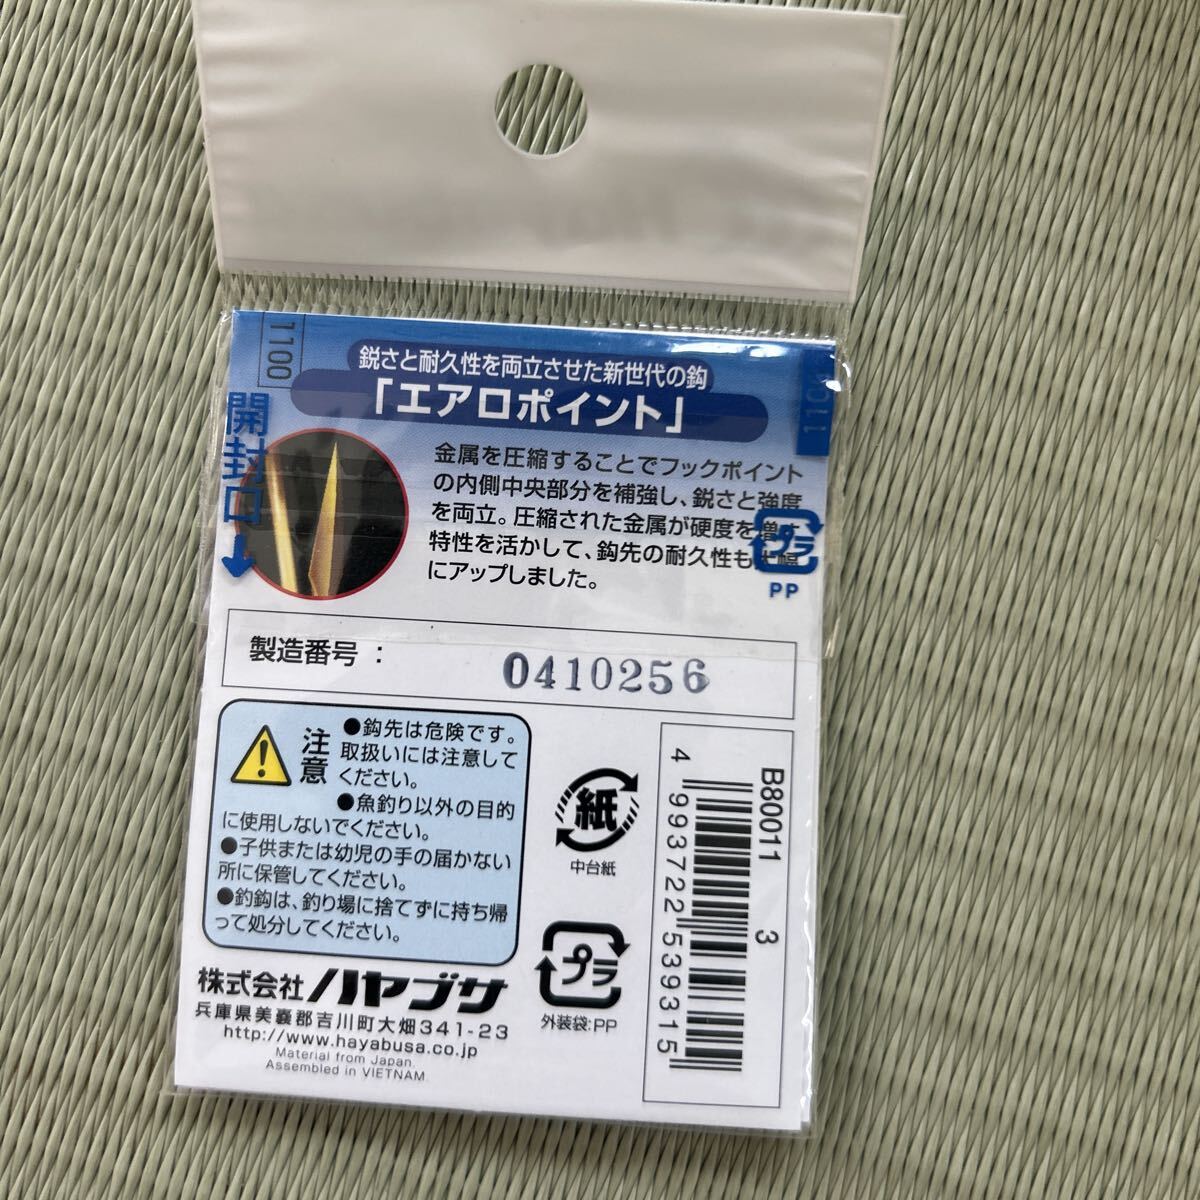 1100
鋭さと耐久性を両立させた新世代の鈎
「エアロポイント」
開封口
金属を圧縮することでフックポイント
の内側中央部分を補強し、鋭さと強度
を両立。圧縮された金属が硬度を増す
特性を活かして、鈎先の耐久性も大幅
にアップしました。
プラ
PP
製造番号 :
0410256
注意
●鈎先は危険です。
取扱いには注意して
ください。
●魚釣り以外の目的
に使用しないでください。
●子供または幼児の手の届かない
所に保管してください。
●釣鈎は、釣り場に捨てずに持ち帰
って処分してください。
紙
中台紙
プラ
外装袋:PP
B80011 3
4 993722 539315
株式会社ハヤブサ
兵庫県美嚢郡吉川町大畑341-23
http://www.hayabusa.co.jp
Material from Japan.
Assembled in VIETNAM.